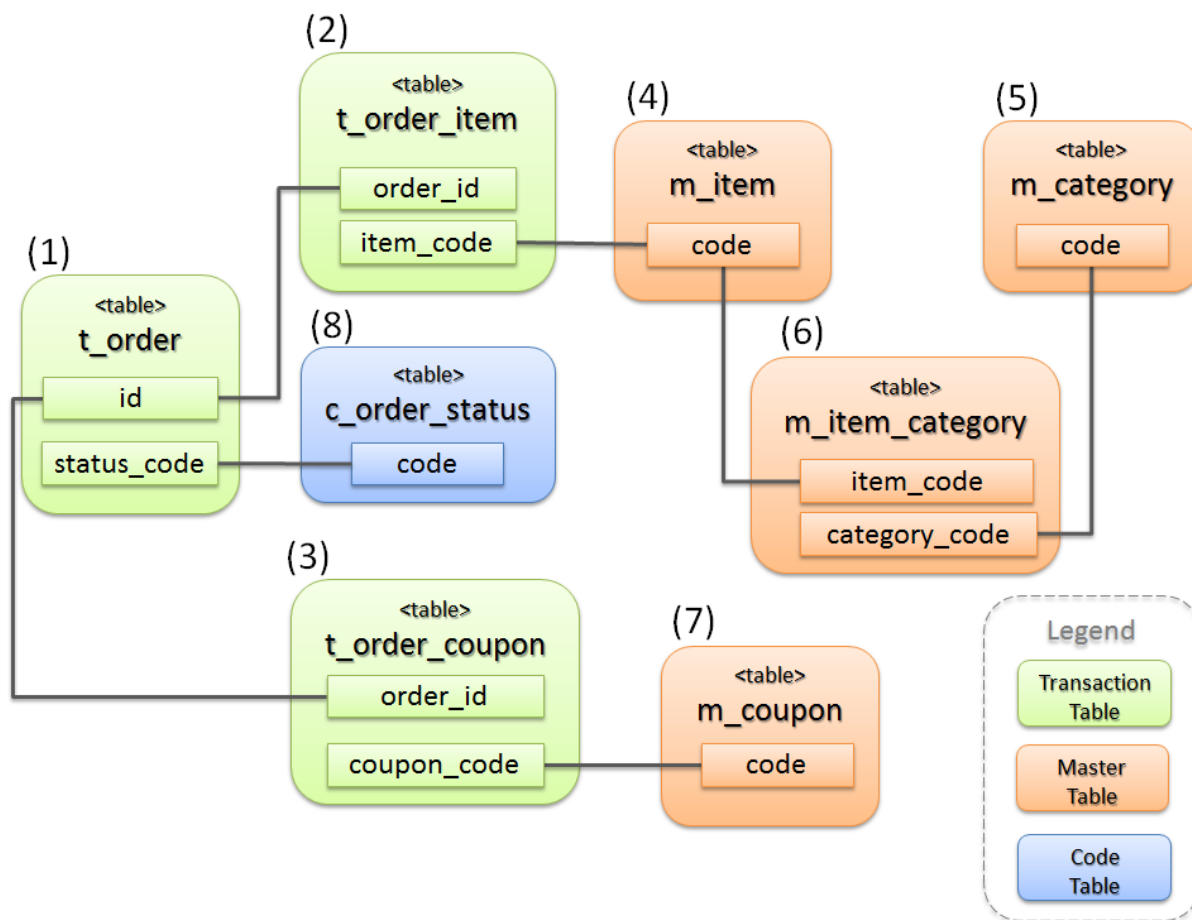 (1)
<table>
t_order
id
status_code
(2)
<table>
t_order_item
order_id
item_code
(3)
<table>
t_order_coupon
order_id
coupon_code
(4)
<table>
m_item
code
(5)
<table>
m_category
code
(6)
<table>
m_item_category
item_code
category_code
(7)
<table>
m_coupon
code
(8)
<table>
c_order_status
code
Legend
Transaction
Table
Master
Table
Code
Table